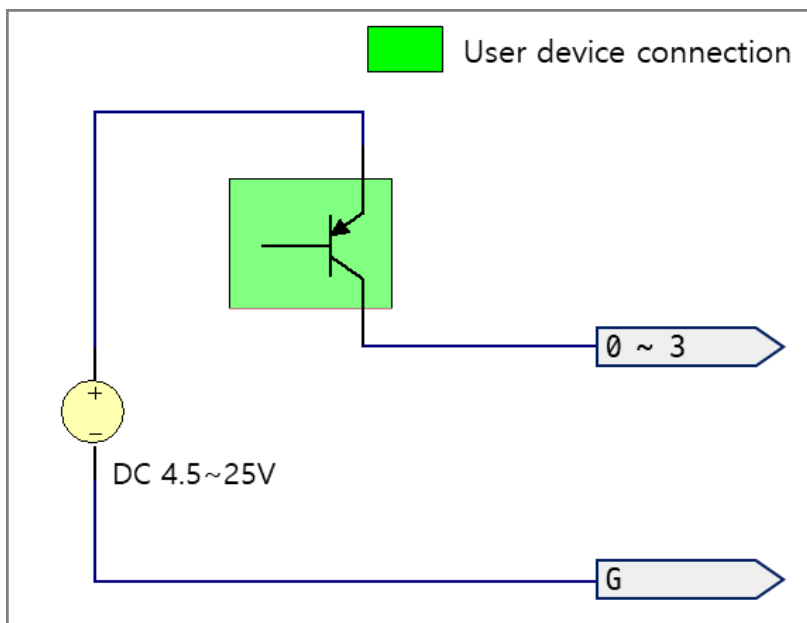 User device connection
0 ~ 3
+
−
DC 4.5~25V
G